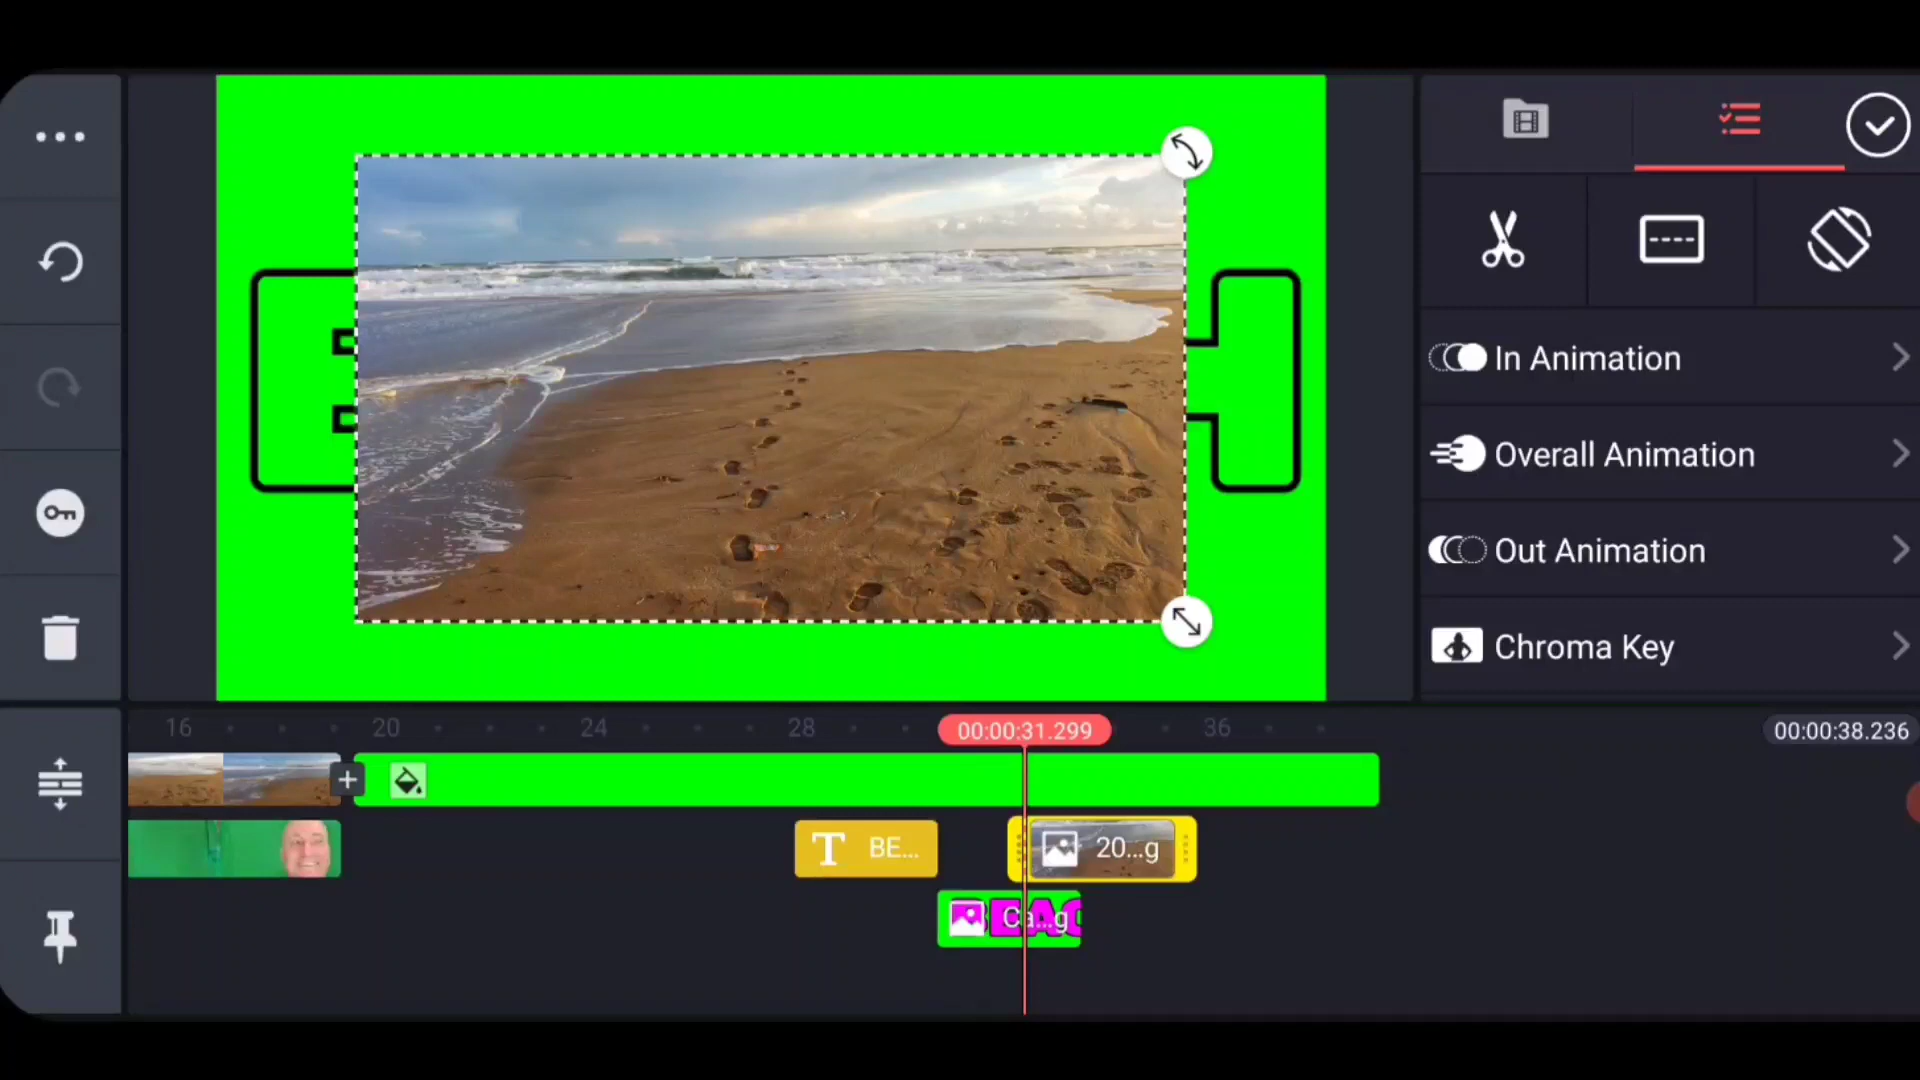 In Animation
Overall Animation
Out Animation
Chroma Key
16 20 24 28 00:00:31.299 36 00:00:38.236
T BE...
20...g
Ca...g